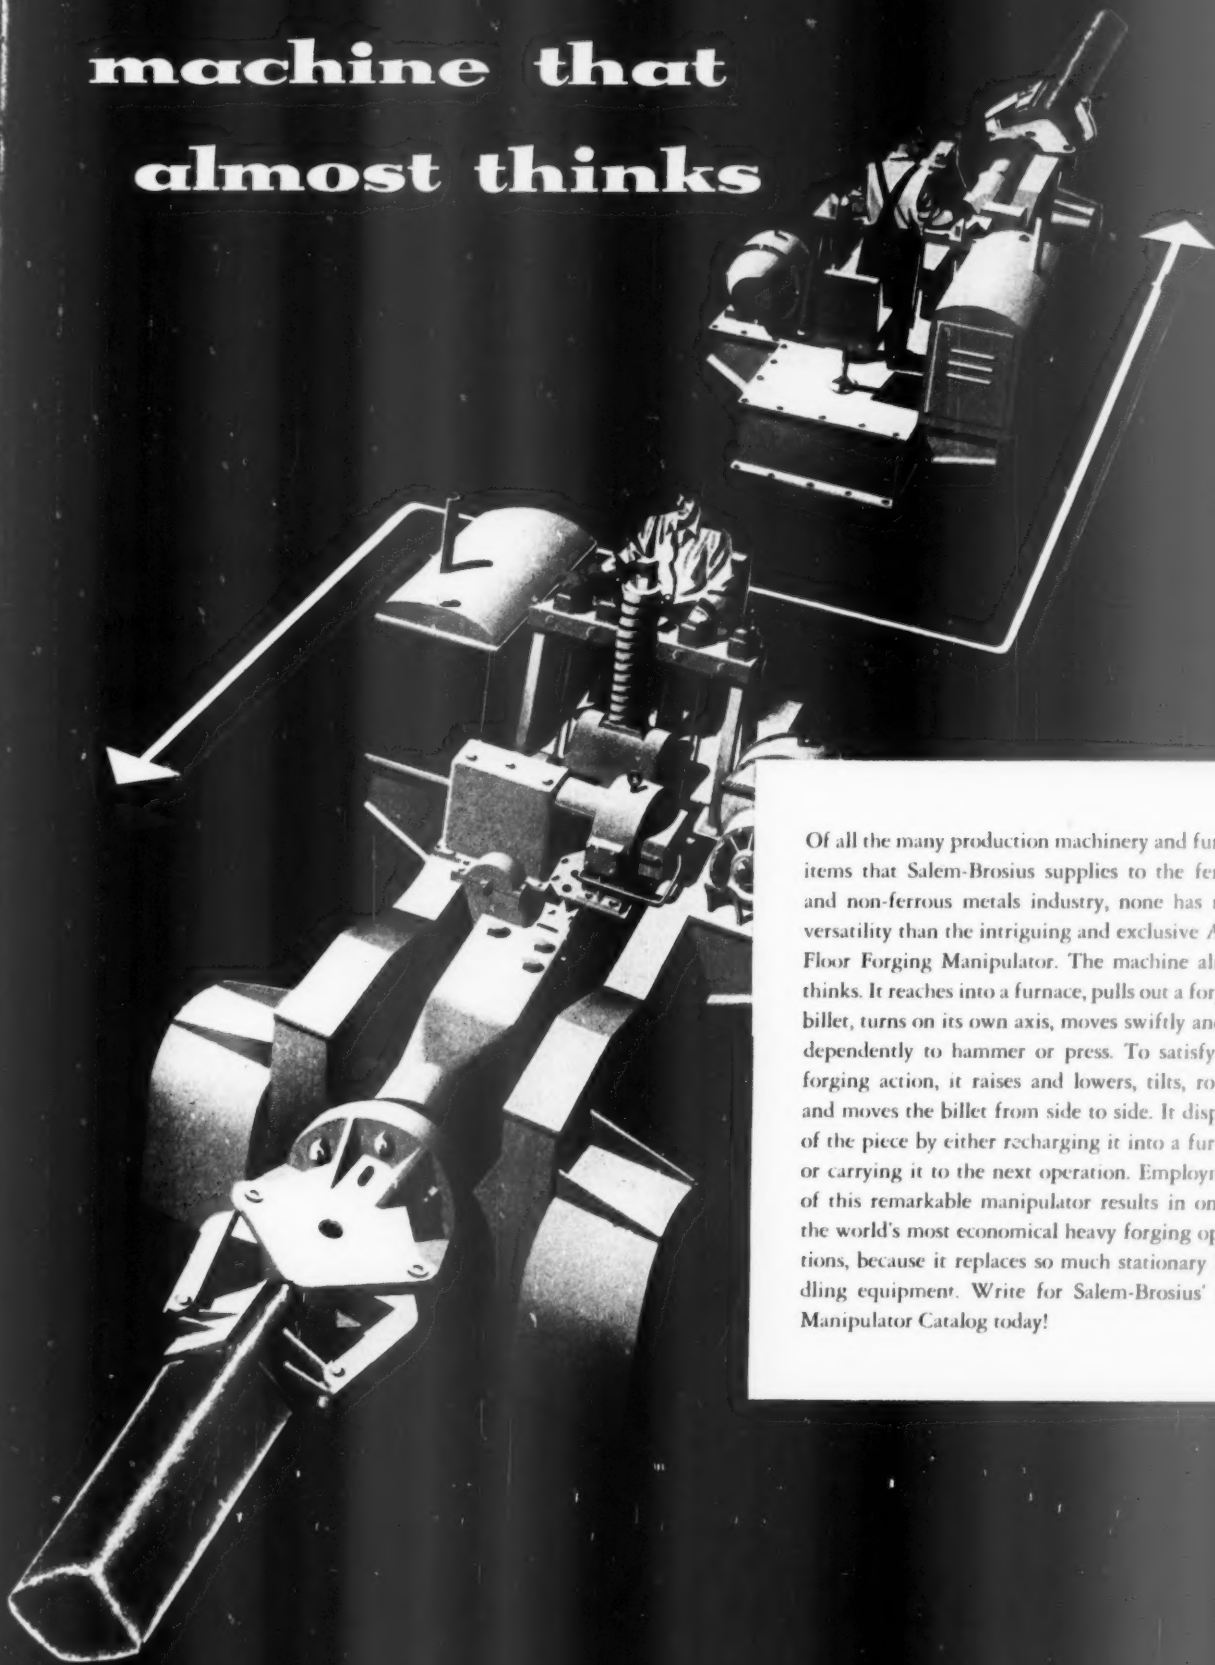 machine that
almost thinks
Of all the many production machinery and fur
items that Salem-Brosius supplies to the fer
and non-ferrous metals industry, none has
versatility than the intriguing and exclusive A
Floor Forging Manipulator. The machine al
thinks. It reaches into a furnace, pulls out a for
billet, turns on its own axis, moves swiftly and
dependently to hammer or press. To satisfy
forging action, it raises and lowers, tilts, ro
and moves the billet from side to side. It disp
of the piece by either recharging it into a fur
or carrying it to the next operation. Employ
of this remarkable manipulator results in on
the world's most economical heavy forging op
tions, because it replaces so much stationary
dling equipment. Write for Salem-Brosius'
Manipulator Catalog today!